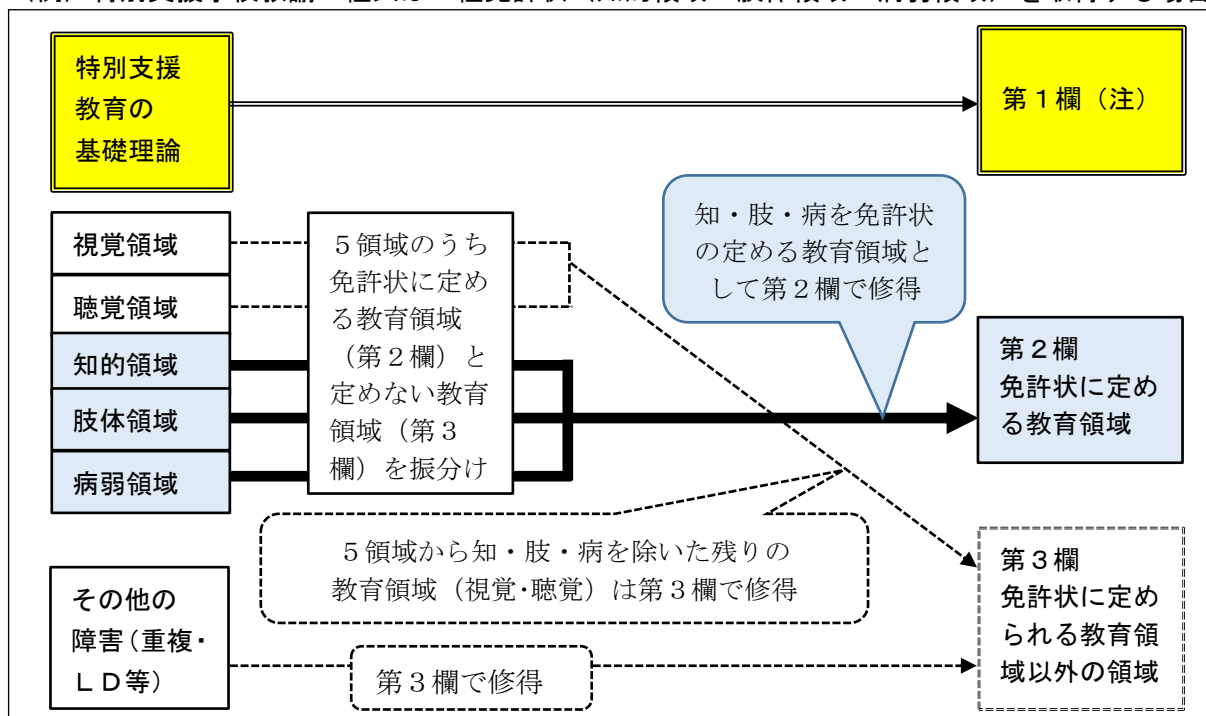 特別支援
教育の
基礎理論
第１欄（注）
視覚領域
聴覚領域
知的領域
肢体領域
病弱領域
５領域のうち
免許状に定め
る教育領域
（第２欄）と
定めない教育
領域（第３
欄）を振分け
知・肢・病を免許状
の定める教育領域と
して第２欄で修得
第２欄
免許状に定め
る教育領域
５領域から知・肢・病を除いた残りの
教育領域（視覚･聴覚）は第３欄で修得
その他の
障害（重複・
ＬＤ等）
第３欄で修得
第３欄
免許状に定め
られる教育領
域以外の領域